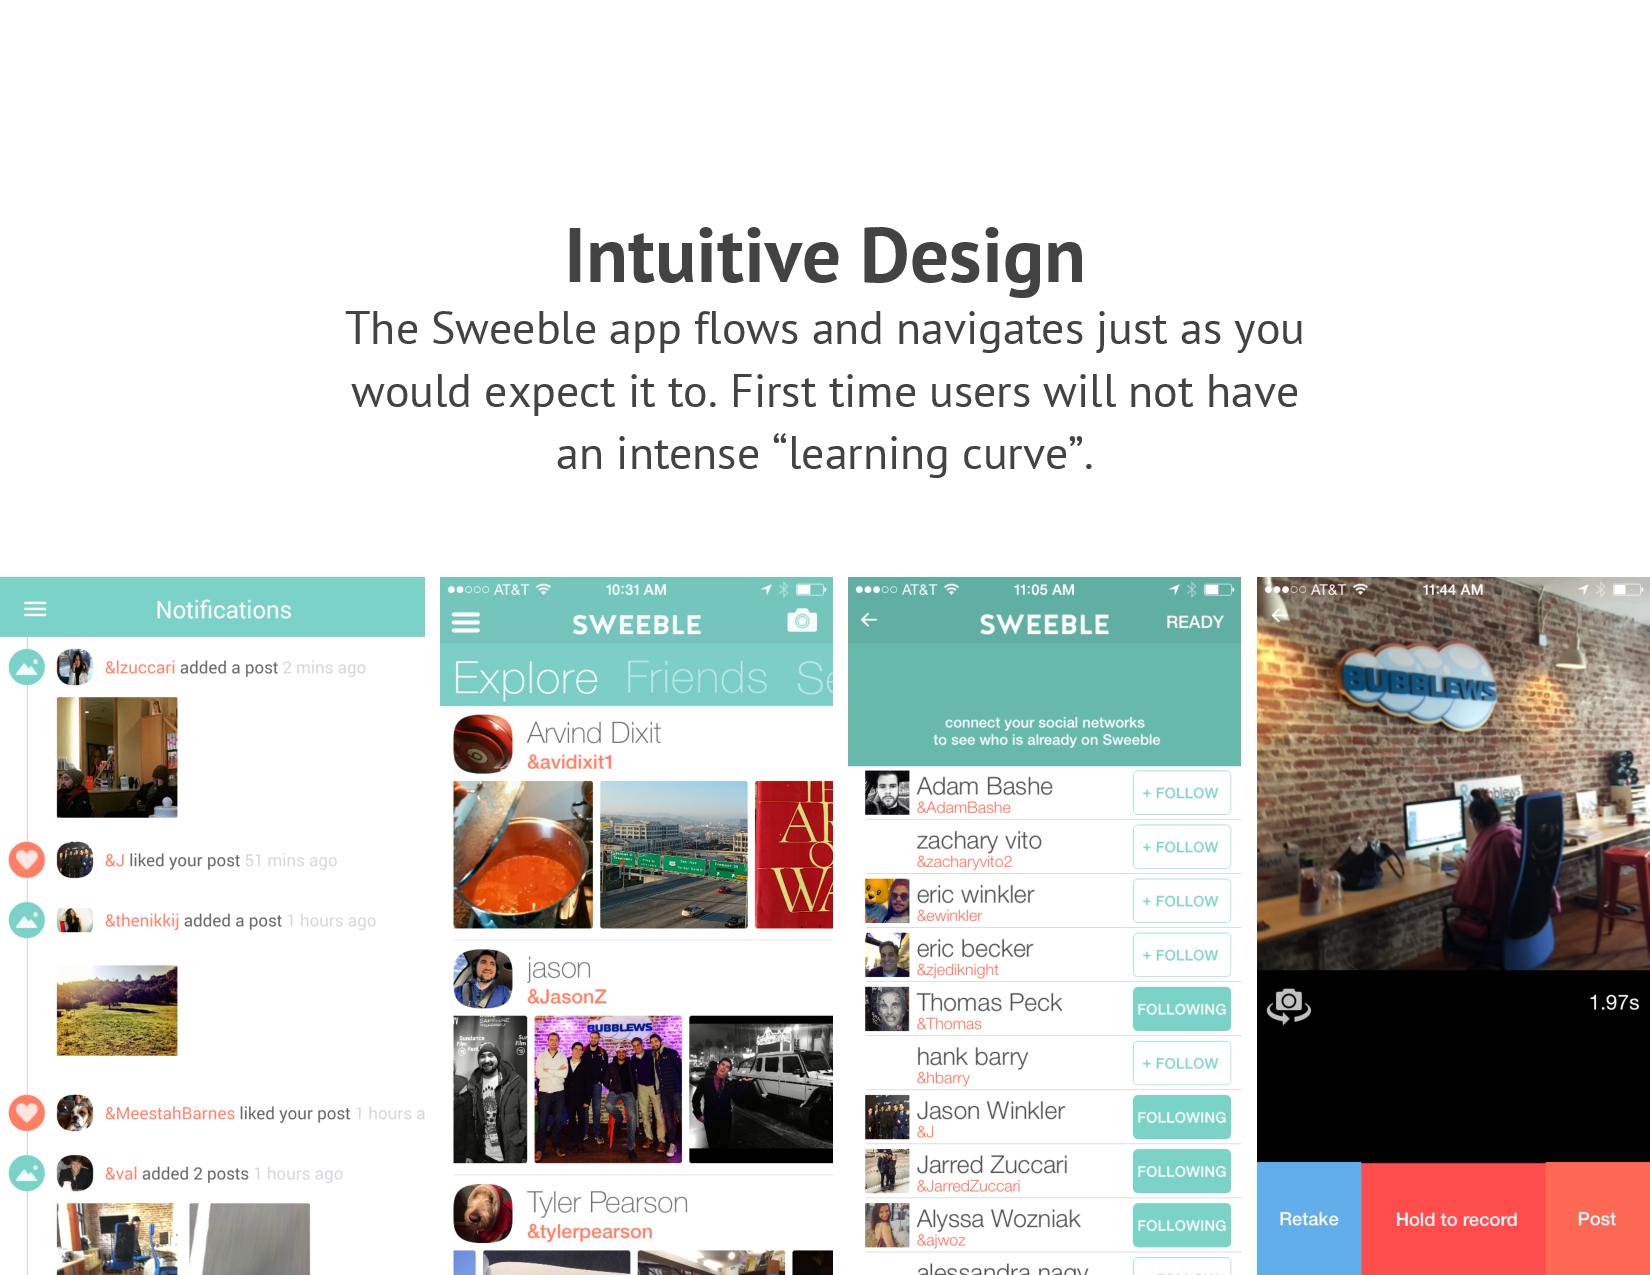 Intuitive Design
The Sweeble app flows and navigates just as you
would expect it to. First time users will not have
an intense “learning curve”.
Notifications
&lzuccari added a post 2 mins ago
&J liked your post 51 mins ago
&thenikkij added a post 1 hours ago
&MeestahBarnes liked your post 1 hours a
&val added 2 posts 1 hours ago
AT&T 10:31 AM
SWEEBLE
Explore Friends Se
Arvind Dixit
&avidixit1
jason
&JasonZ
BUBBLEWS
Tyler Pearson
&tylerpearson
AT&T 11:05 AM
SWEEBLE READY
connect your social networks
to see who is already on Sweeble
Adam Bashe
&AdamBashe
+ FOLLOW
zachary vito
&zacharyvito2
+ FOLLOW
eric winkler
&ewinkler
+ FOLLOW
eric becker
&zjediknight
+ FOLLOW
Thomas Peck
&Thomas
FOLLOWING
hank barry
&hbarry
+ FOLLOW
Jason Winkler
&J
FOLLOWING
Jarred Zuccari
&JarredZuccari
FOLLOWING
Alyssa Wozniak
&ajwoz
FOLLOWING
alessandra nagy
+ FOLLOW
AT&T 11:44 AM
BUBBLEWS
1.97s
Retake Hold to record Post